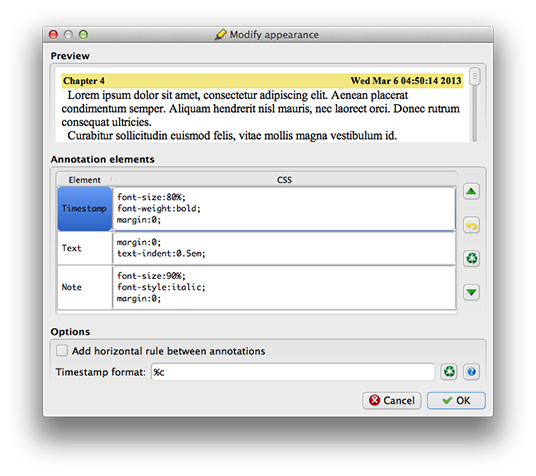 Modify appearance
Preview
Chapter 4 Wed Mar 6 04:50:14 2013
Lorem ipsum dolor sit amet, consectetur adipiscing elit. Aenean placerat
condimentum semper. Aliquam hendrerit nisl mauris, nec laoreet orci. Donec rutrum
consequat ultricies.
Curabitur sollicitudin euismod felis, vitae mollis magna vestibulum id.
Annotation elements
Element CSS
Timestamp
font-size:80%;
font-weight:bold;
margin:0;
Text
margin:0;
text-indent:0.5em;
Note
font-size:90%;
font-style:italic;
margin:0;
Options
Add horizontal rule between annotations
Timestamp format: %c
Cancel OK